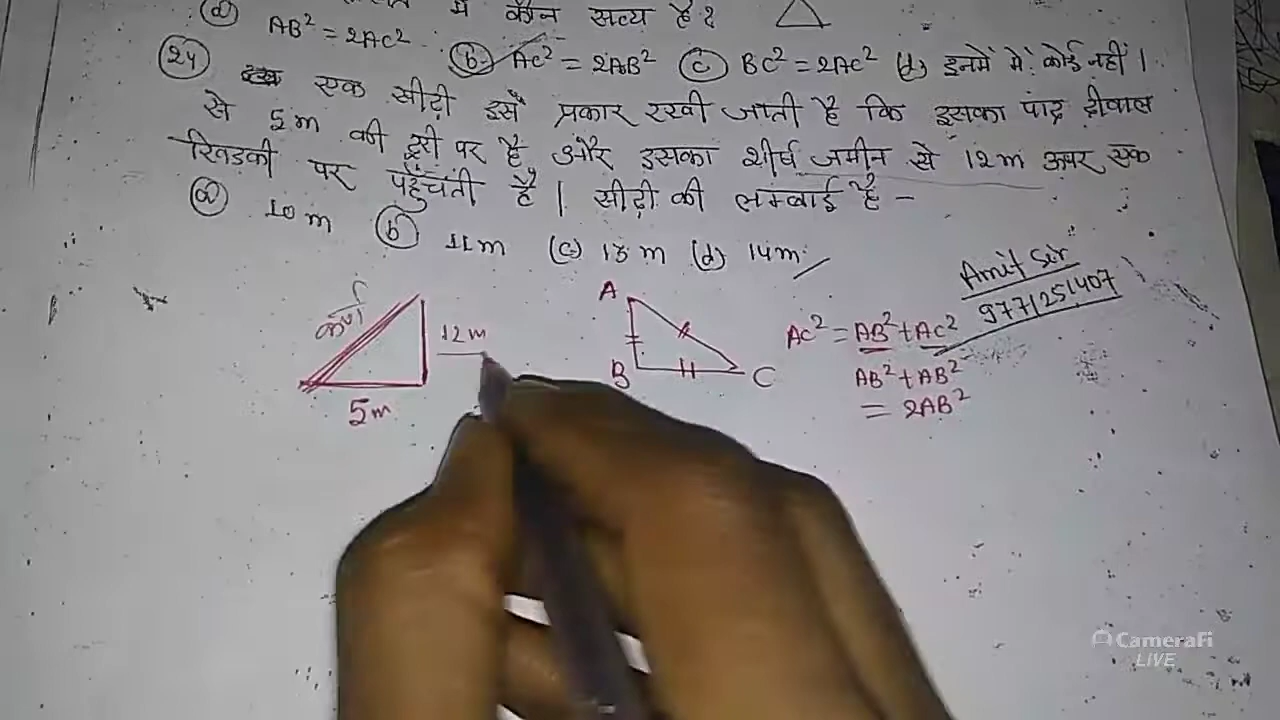 में कौन सत्य है?
(a) AB² = 2AC² (b) AC² = 2AB² (c) BC² = 2AC² (d) इनमें में कोई नहीं।
(24) एक सीढ़ी इस प्रकार रखी जाती है कि इसका पाद दीवाल
से 5m की दूरी पर है और इसका शीर्ष जमीन से 12m ऊपर एक
खिड़की पर पहुँचती है। सीढ़ी की लम्बाई है -
(a) 10m (b) 11m (c) 13m (d) 14m
Amit Sir
9771251407
कर्ण
12m
5m
A
B
C
AC² = AB² + AC²
AB² + AB²
= 2AB²
CameraFi
LIVE